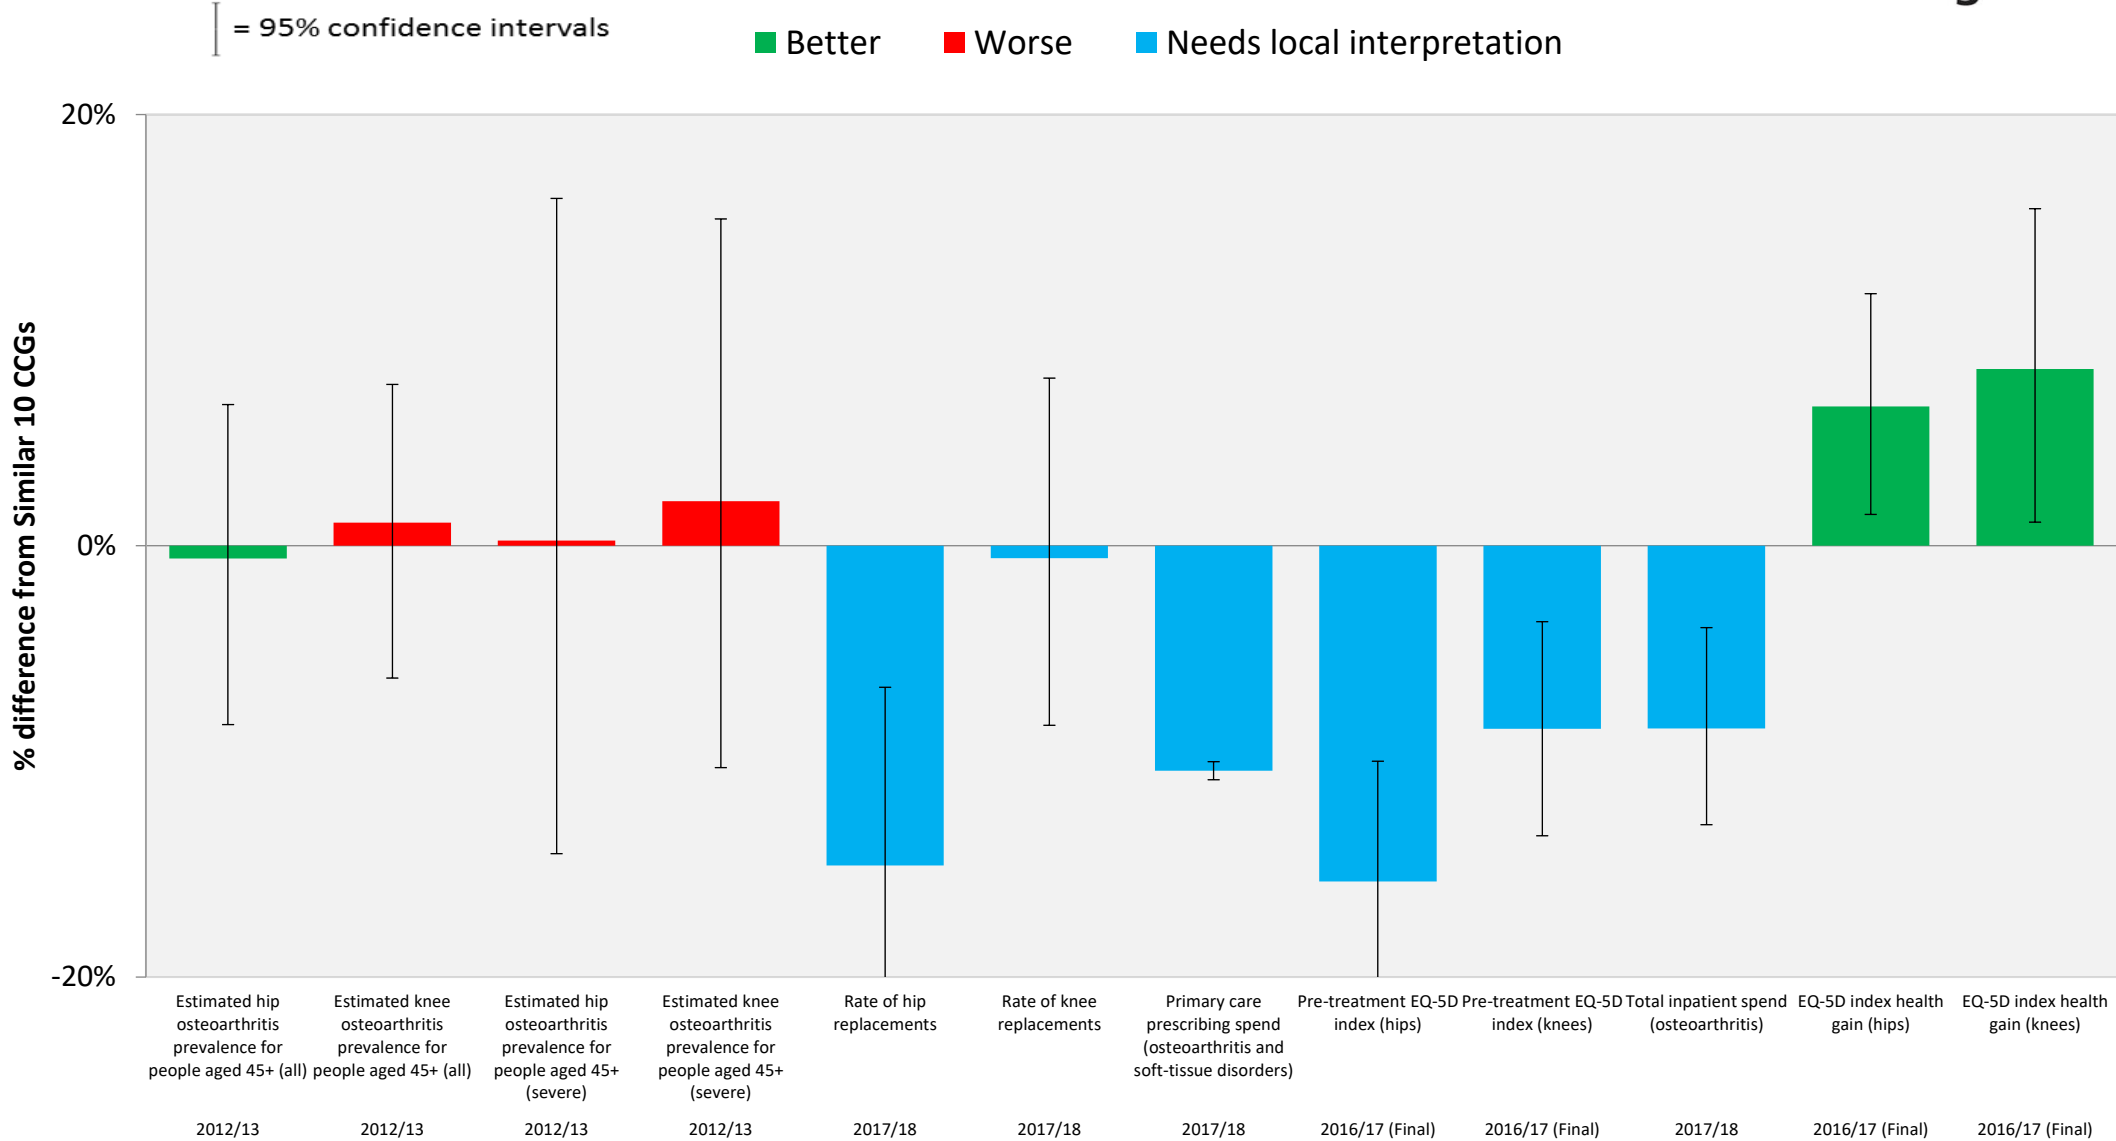 = 95% confidence intervals
Better
Worse
Needs local interpretation
20%
0%
-20%
% difference from Similar 10 CCGs
Estimated hip
osteoarthritis
prevalence for
people aged 45+ (all)
2012/13
Estimated knee
osteoarthritis
prevalence for
people aged 45+ (all)
2012/13
Estimated hip
osteoarthritis
prevalence for
people aged 45+
(severe)
2012/13
Estimated knee
osteoarthritis
prevalence for
people aged 45+
(severe)
2012/13
Rate of hip
replacements
2017/18
Rate of knee
replacements
2017/18
Primary care
prescribing spend
(osteoarthritis and
soft-tissue disorders)
2017/18
Pre-treatment EQ-5D
index (hips)
2016/17 (Final)
Pre-treatment EQ-5D
index (knees)
2016/17 (Final)
Total inpatient spend
(osteoarthritis)
2017/18
EQ-5D index health
gain (hips)
2016/17 (Final)
EQ-5D index health
gain (knees)
2016/17 (Final)